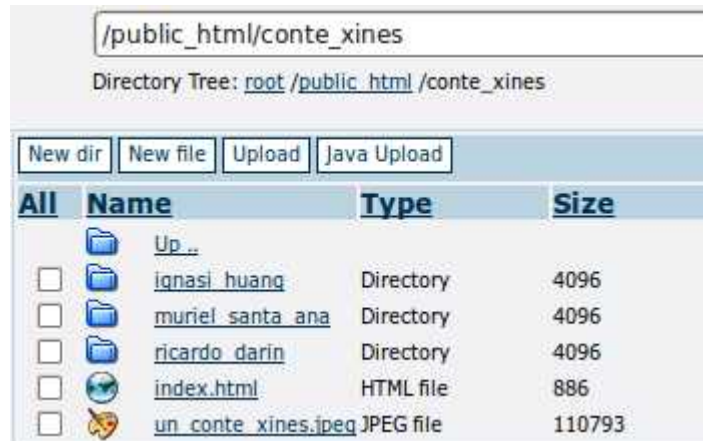 /public_html/conte_xines
Directory Tree: root /public_html /conte_xines
New dir New file Upload Java Upload
All Name Type Size
Up ..
ignasi_huang Directory 4096
muriel_santa_ana Directory 4096
ricardo_darin Directory 4096
index.html HTML file 886
un_conte_xines.jpeg JPEG file 110793